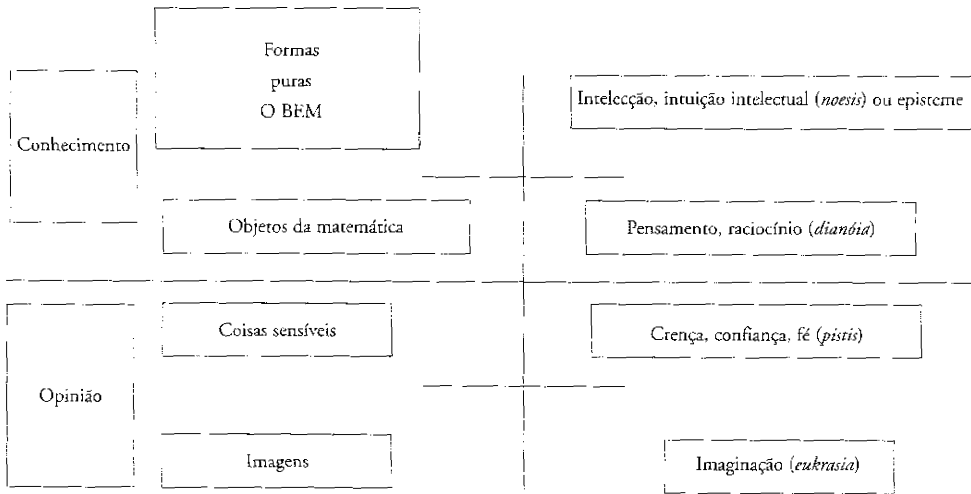 Formas
puras
O BEM
Conhecimento
Intelecção, intuição intelectual (noesis) ou episteme
Objetos da matemática
Pensamento, raciocínio (dianóia)
Coisas sensíveis
Crença, confiança, fé (pistis)
Opinião
Imagens
Imaginação (eukrasia)